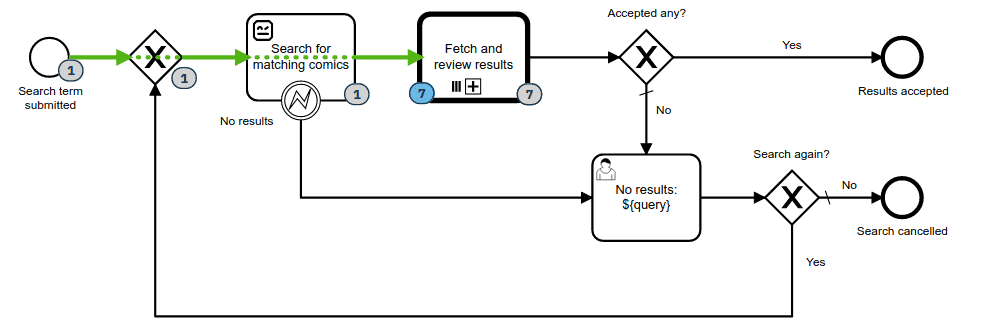 Accepted any?
Search for
matching comics
Fetch and
review results
Yes
1
1
1
7
7
Search term
submitted
Results accepted
No results
No
Search again?
No results:
${query}
No
Search cancelled
Yes